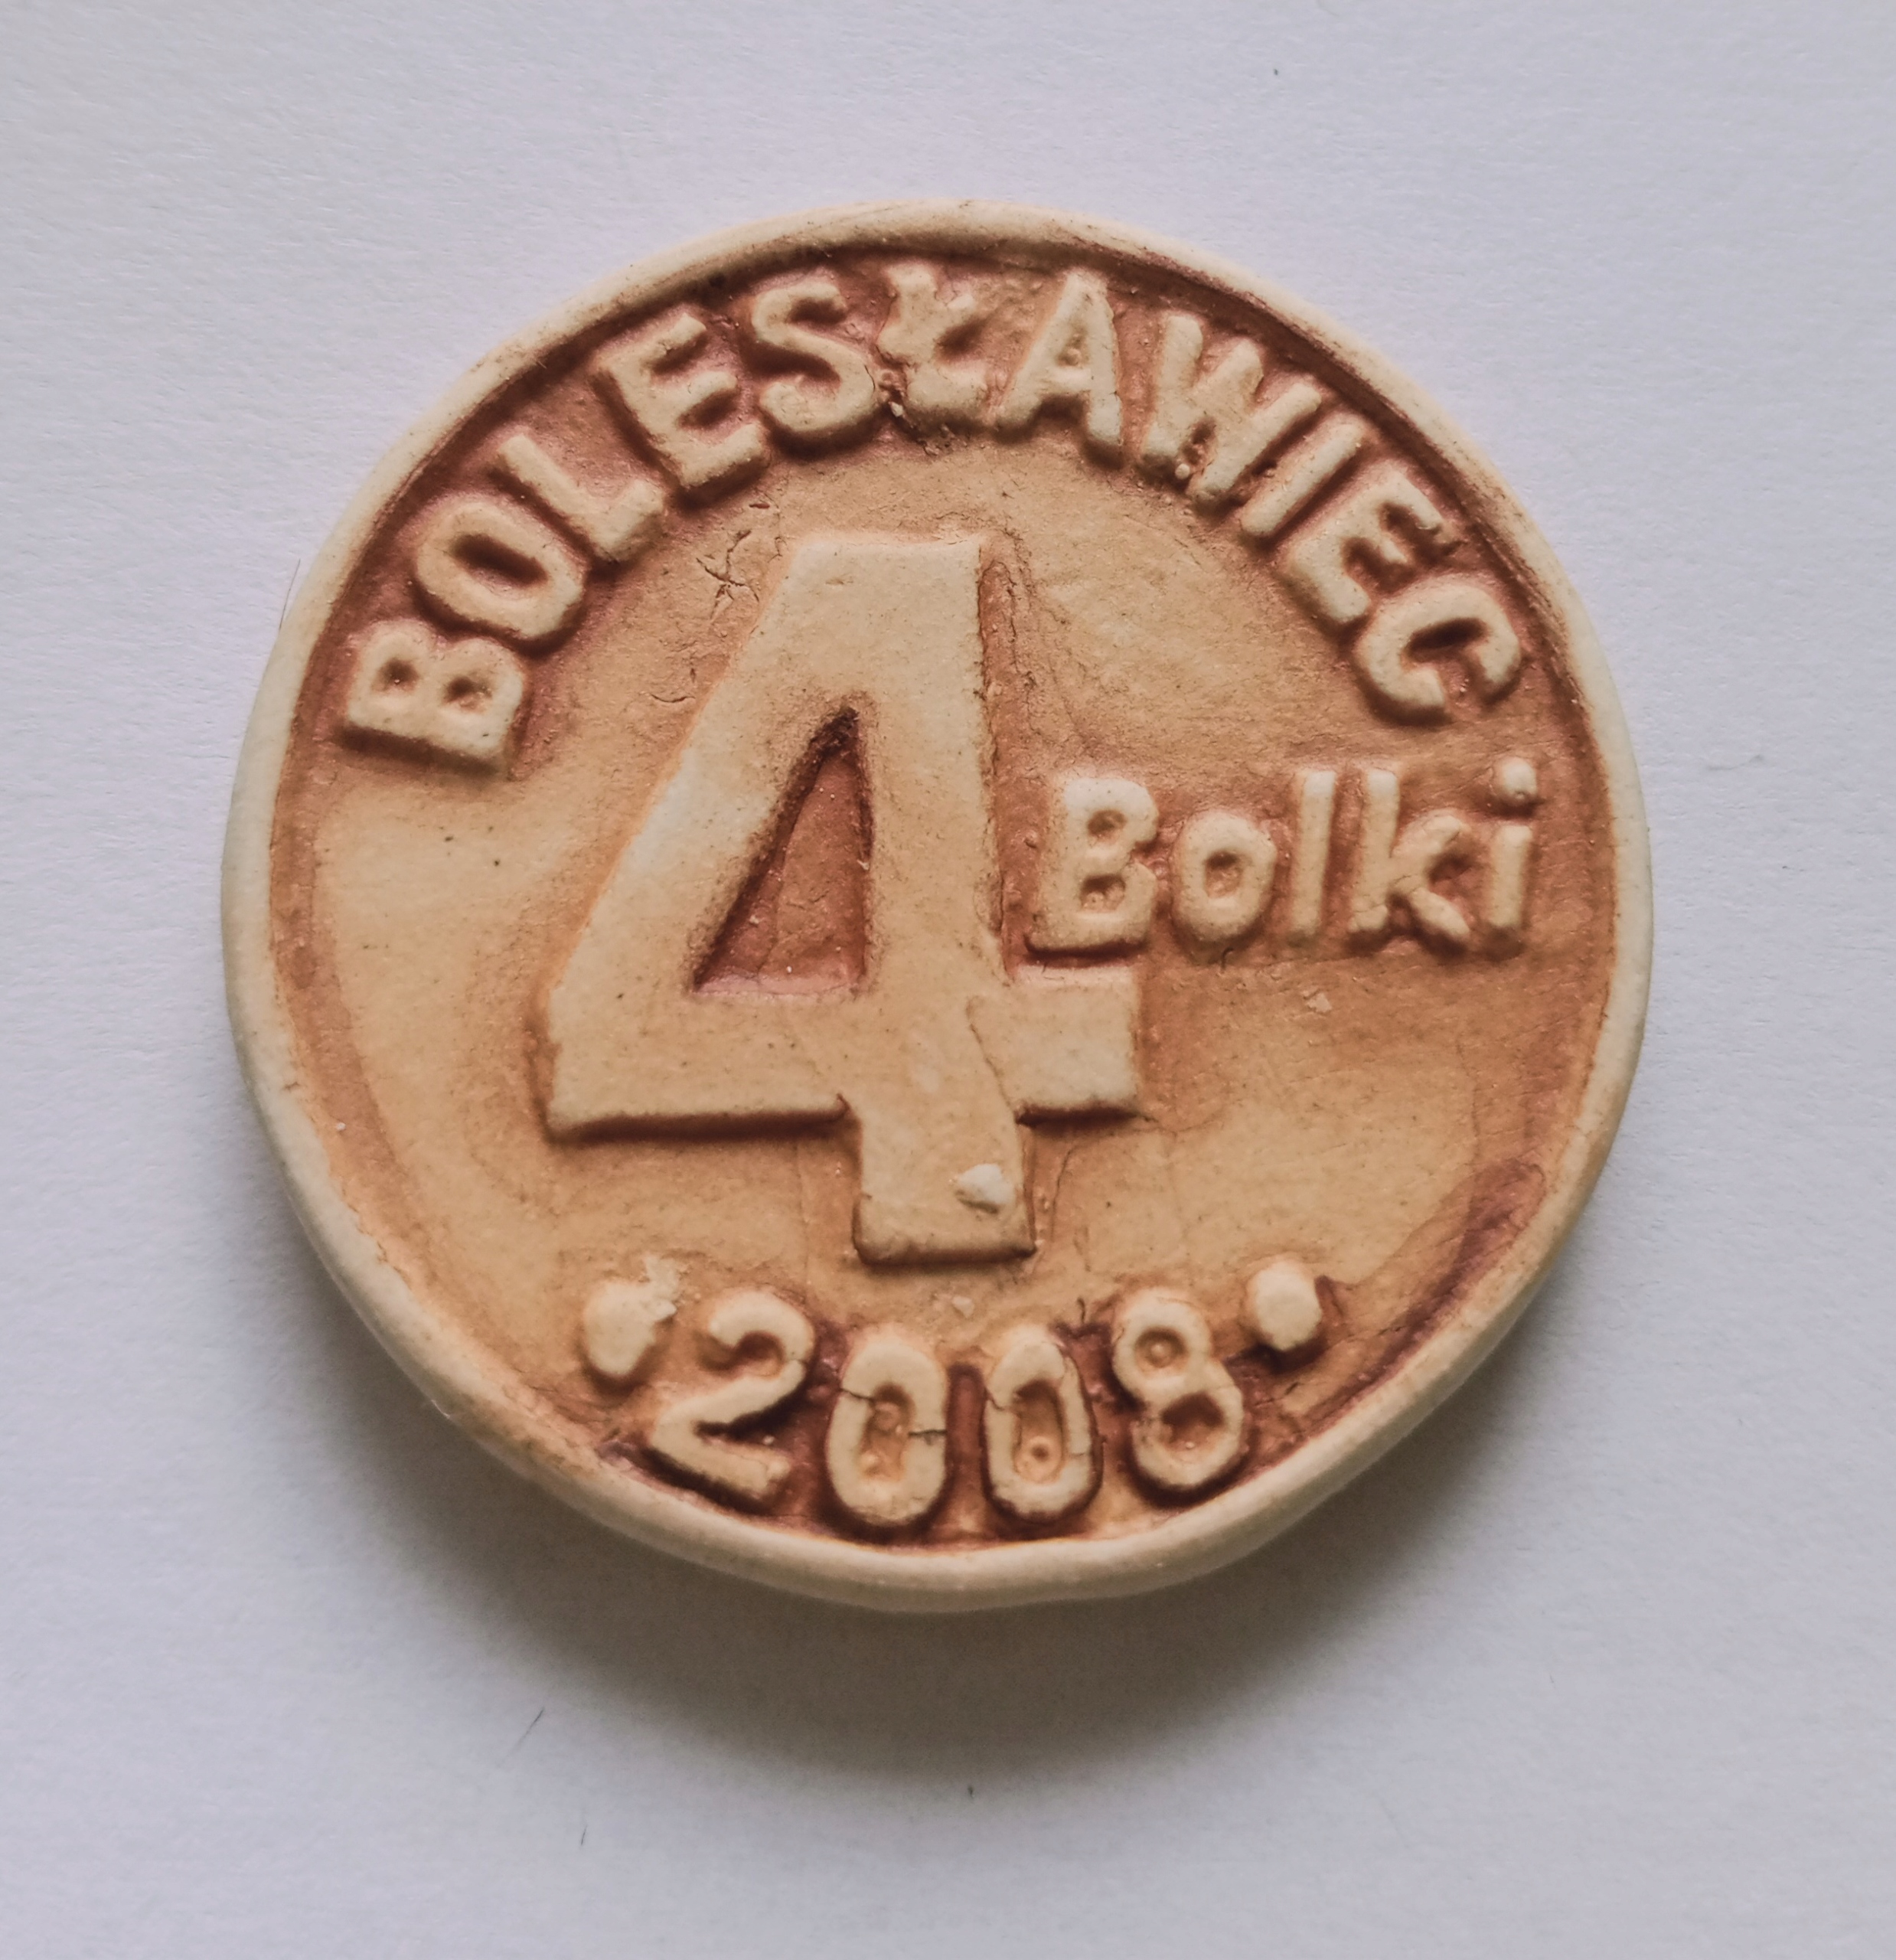 BOLESŁAWIEC
4 Bolki
• 2008 •